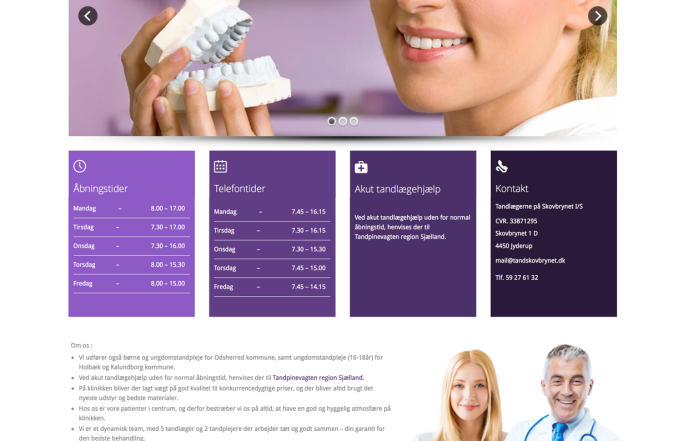 Åbningstider
Mandag – 8.00 – 17.00
Tirsdag – 7.30 – 17.00
Onsdag – 7.30 – 16.00
Torsdag – 8.00 – 15.30
Fredag – 8.00 – 15.00
Telefontider
Mandag – 7.45 – 16.15
Tirsdag – 7.30 – 16.15
Onsdag – 7.30 – 15.30
Torsdag – 7.45 – 15.00
Fredag – 7.45 – 14.15
Akut tandlægehjælp
Ved akut tandlægehjælp uden for normal
åbningstid, henvises der til
Tandpinevagten region Sjælland.
Kontakt
Tandlægerne på Skovbrynet I/S
CVR. 33871295
Skovbrynet 1 D
4450 Jyderup
mail@tandskovbrynet.dk
Tlf. 59 27 61 32
Om os :
Vi udfører også børne og ungdomstandpleje for Odsherred kommune, samt ungdomstandpleje (16-18år) for
Holbæk og Kalundborg kommune.
Ved akut tandlægehjælp uden for normal åbningstid, henvises der til Tandpinevagten region Sjælland.
På klinikken bliver der lagt vægt på god kvalitet til konkurrencedygtige priser, og der bliver altid brugt det
nyeste udstyr og bedste materialer.
Hos os er vore patienter i centrum, og derfor bestræber vi os på altid, at have en god og hyggelig atmosfære på
klinikken.
Vi er et dynamisk team, med 5 tandlæger og 2 tandplejere der arbejder tæt og godt sammen – din garanti for
den bedste behandling.